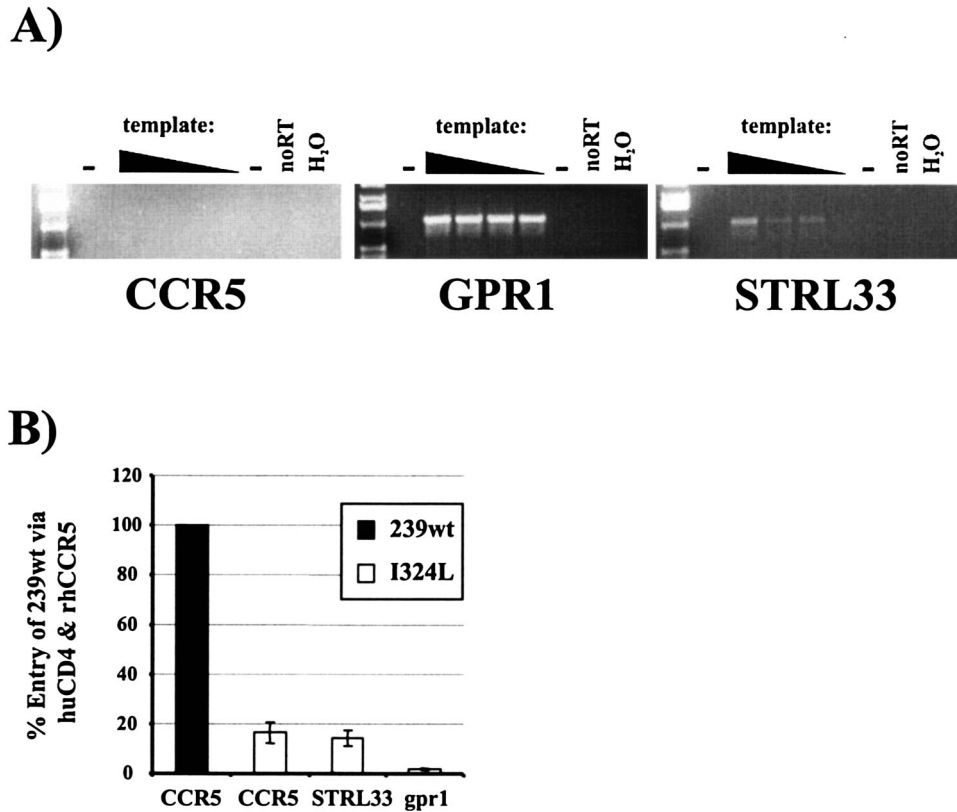 A)
template: template: template:
- - noRT H₂O - - noRT H₂O - - noRT H₂O
CCR5 GPR1 STRL33
B)
% Entry of 239wt via
huCD4 & rhCCR5
120
100
80
60
40
20
0
239wt
I324L
CCR5 CCR5 STRL33 gpr1